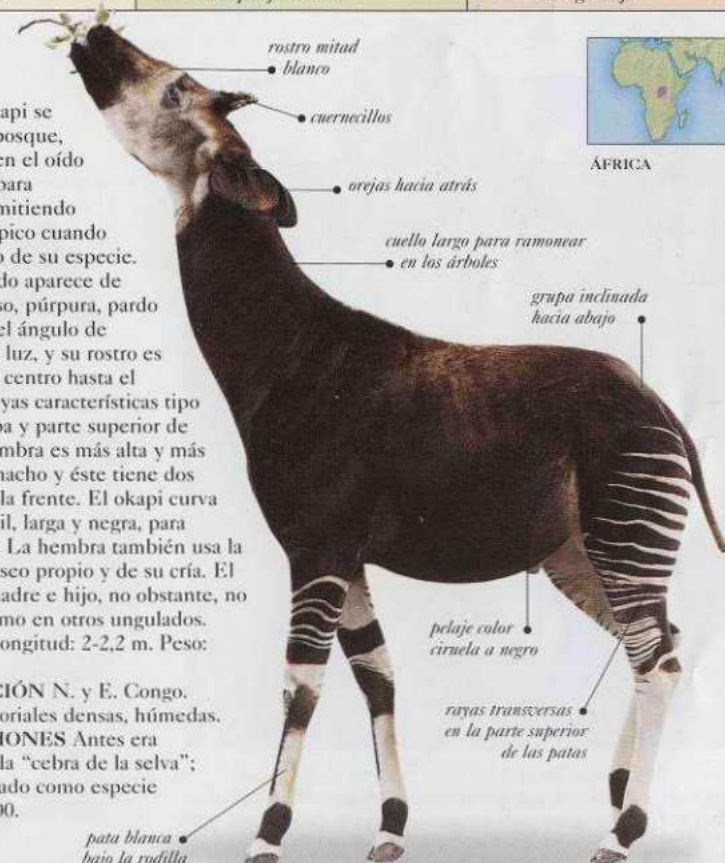 rostro mitad
blanco
cuernecillos
ÁFRICA
orejas hacia atrás
cuello largo para ramonear
en los árboles
grupa inclinada
hacia abajo
api se
bosque,
en el oído
para
mitiendo
pico cuando
o de su especie.
do aparece de
so, púrpura, pardo
el ángulo de
luz, y su rostro es
centro hasta el
yas características tipo
pa y parte superior de
mbra es más alta y más
macho y éste tiene dos
la frente. El okapi curva
il, larga y negra, para
La hembra también usa la
seo propio y de su cría. El
adre e hijo, no obstante, no
mo en otros ungulados.
ongitud: 2-2,2 m. Peso:
CIÓN N. y E. Congo.
oriales densas, húmedas.
IONES Antes era
la “cebra de la selva”;
ado como especie
00.
pelaje color
ciruela a negro
rayas transversas
en la parte superior
de las patas
pata blanca
bajo la rodilla